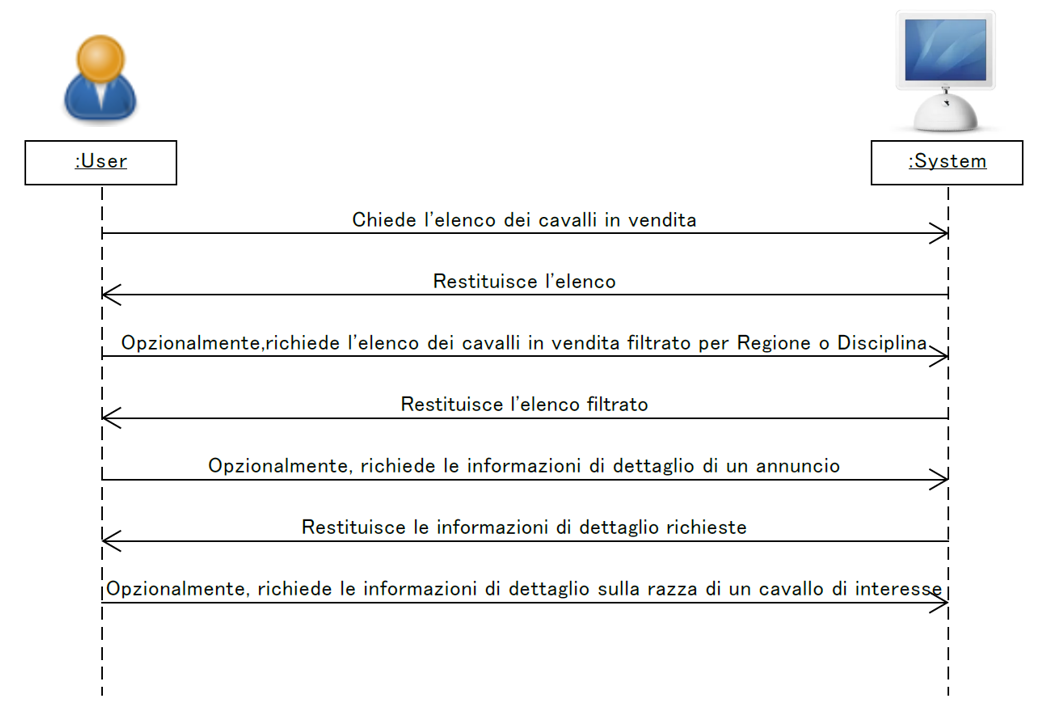 :User
:System
Chiede l'elenco dei cavalli in vendita
Restituisce l'elenco
Opzionalmente,richiede l'elenco dei cavalli in vendita filtrato per Regione o Disciplina
Restituisce l'elenco filtrato
Opzionalmente, richiede le informazioni di dettaglio di un annuncio
Restituisce le informazioni di dettaglio richieste
Opzionalmente, richiede le informazioni di dettaglio sulla razza di un cavallo di interesse